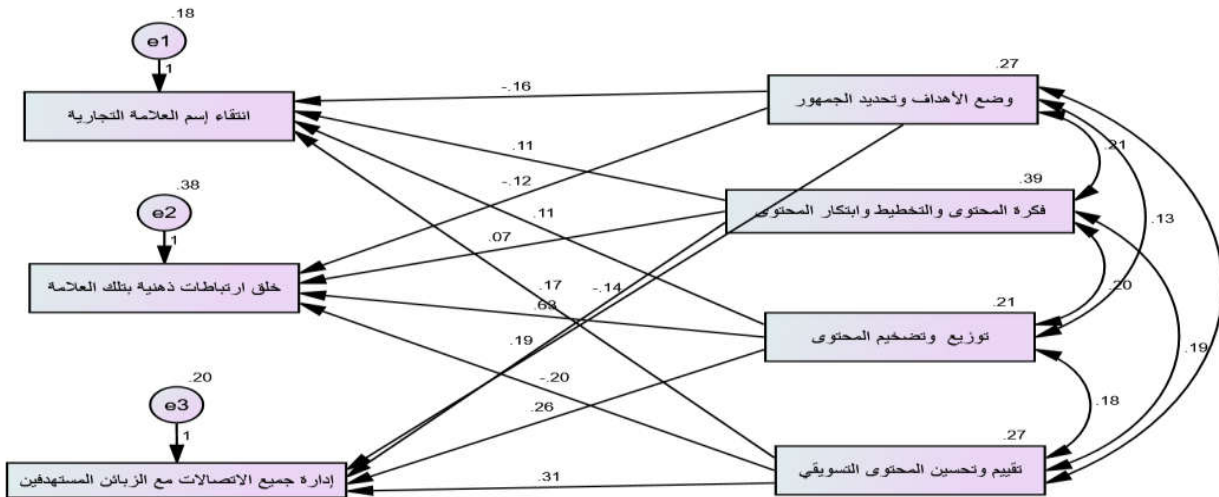 .18
e1
1
انتقاء إسم العلامة التجارية
.27
وضع الأهداف وتحديد الجمهور
-.16
.11
.21
.38
e2
1
-.12
.39
فكرة المحتوى والتخطيط وابتكار المحتوى
.11
.07
.13
خلق ارتباطات ذهنية بتلك العلامة
.17
-.14
.63
.21
.20
توزيع وتضخيم المحتوى
.19
.19
.20
e3
1
-.20
.26
.18
.27
تقييم وتحسين المحتوى التسويقي
إدارة جميع الاتصالات مع الزبائن المستهدفين
.31